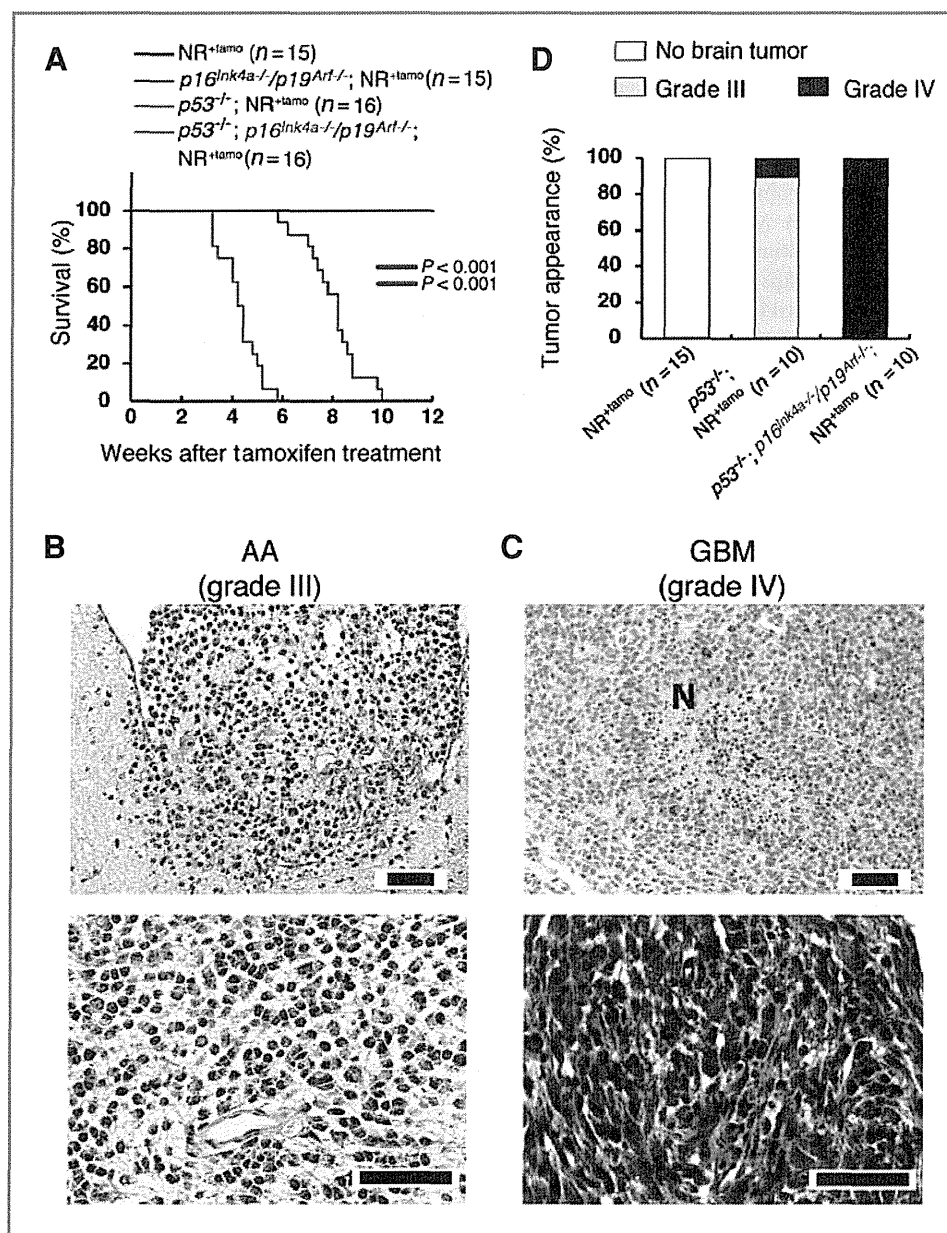 A
NR+tamo (n=15)
p16Ink4a-/-/p19Arf-/-; NR+tamo (n=15)
p53-/-; NR+tamo (n=16)
p53-/-; p16Ink4a-/-/p19Arf-/-;
NR+tamo (n=16)
Survival (%)
100
80
60
40
20
0
P < 0.001
P < 0.001
0 2 4 6 8 10 12
Weeks after tamoxifen treatment
D
No brain tumor
Grade III
Grade IV
Tumor appearance (%)
100
80
60
40
20
0
NR+tamo (n=15)
p53-/-;
NR+tamo (n=10)
p53-/-; p16Ink4a-/-/p19Arf-/-;
NR+tamo (n=10)
B
AA
(grade III)
C
GBM
(grade IV)
N